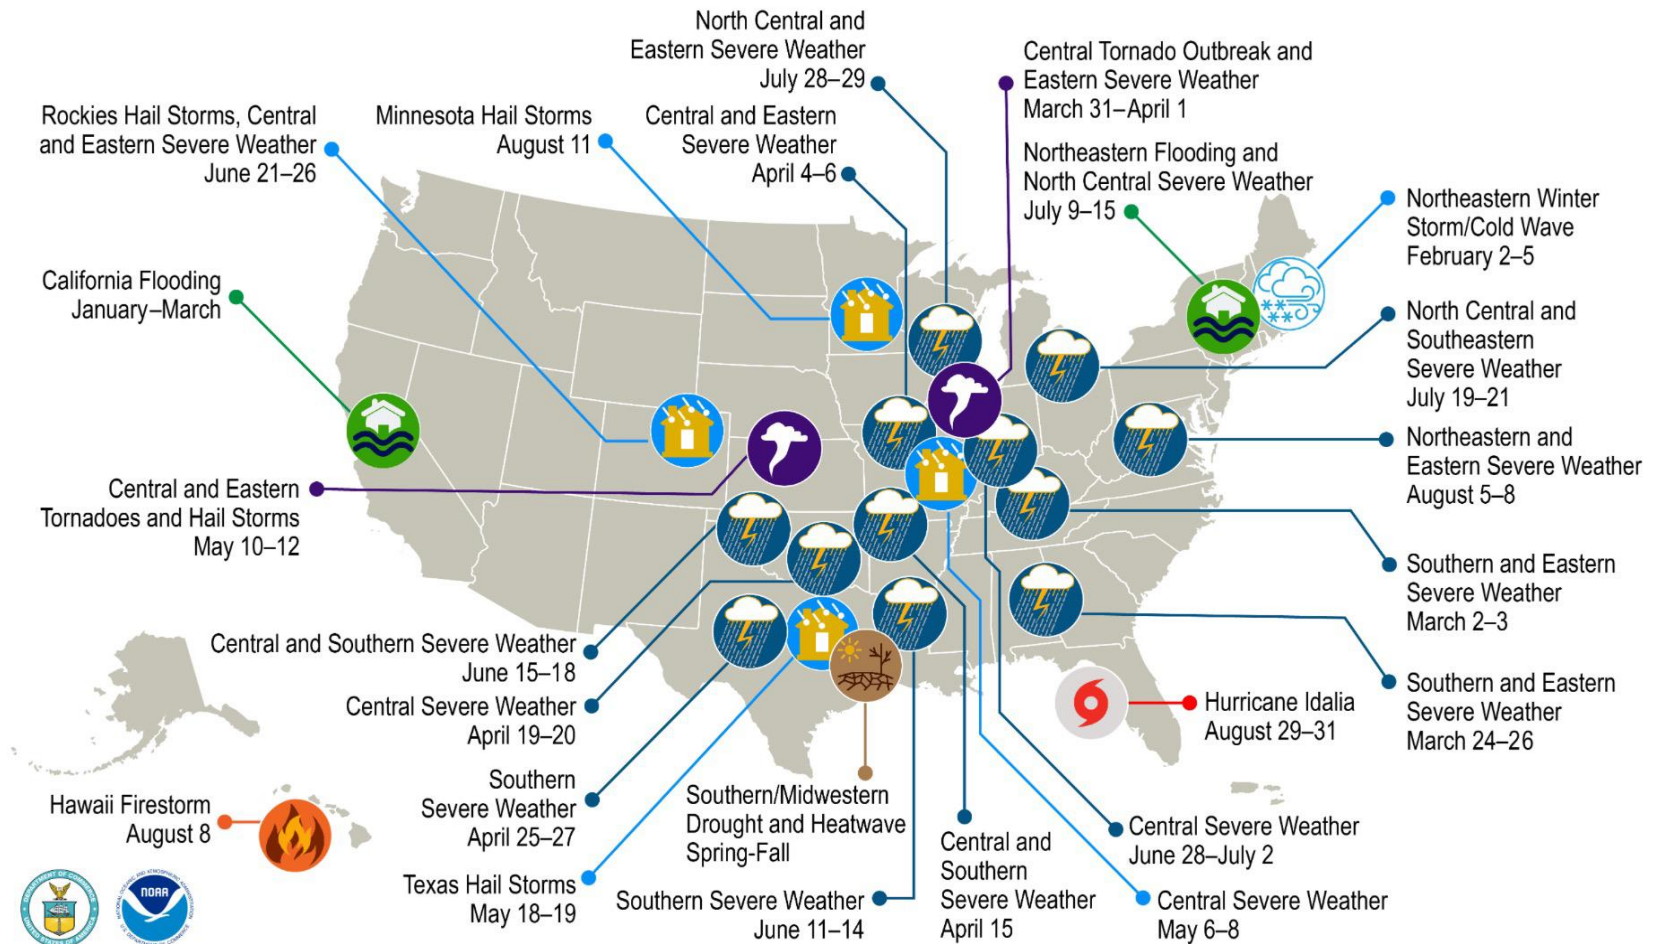 North Central and
Eastern Severe Weather
July 28–29
Central Tornado Outbreak and
Eastern Severe Weather
March 31–April 1
Rockies Hail Storms, Central
and Eastern Severe Weather
June 21–26
Minnesota Hail Storms
August 11
Central and Eastern
Severe Weather
April 4–6
Northeastern Flooding and
North Central Severe Weather
July 9–15
Northeastern Winter
Storm/Cold Wave
February 2–5
California Flooding
January–March
North Central and
Southeastern
Severe Weather
July 19–21
Northeastern and
Eastern Severe Weather
August 5–8
Central and Eastern
Tornadoes and Hail Storms
May 10–12
Southern and Eastern
Severe Weather
March 2–3
Central and Southern Severe Weather
June 15–18
Southern and Eastern
Severe Weather
March 24–26
Hurricane Idalia
August 29–31
Central Severe Weather
April 19–20
Southern
Severe Weather
April 25–27
Southern/Midwestern
Drought and Heatwave
Spring-Fall
Hawaii Firestorm
August 8
Central Severe Weather
June 28–July 2
Central and
Southern
Severe Weather
April 15
Texas Hail Storms
May 18–19
Southern Severe Weather
June 11–14
Central Severe Weather
May 6–8
DEPARTMENT OF COMMERCE
UNITED STATES OF AMERICA
NOAA